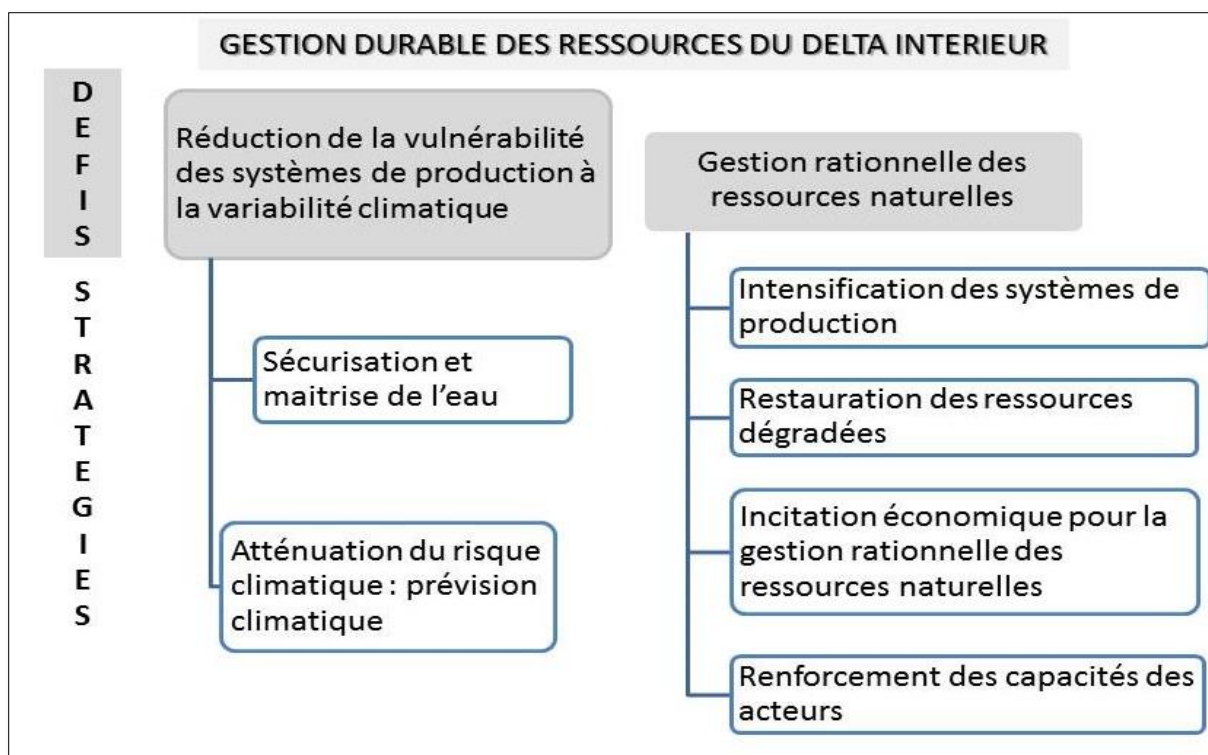 GESTION DURABLE DES RESSOURCES DU DELTA INTERIEUR
DEFIS
Réduction de la vulnérabilité
des systèmes de production à
la variabilité climatique
Gestion rationnelle des
ressources naturelles
STRATEGIES
Sécurisation et
maitrise de l'eau
Atténuation du risque
climatique : prévision
climatique
Intensification des systèmes de
production
Restauration des ressources
dégradées
Incitation économique pour la
gestion rationnelle des
ressources naturelles
Renforcement des capacités des
acteurs